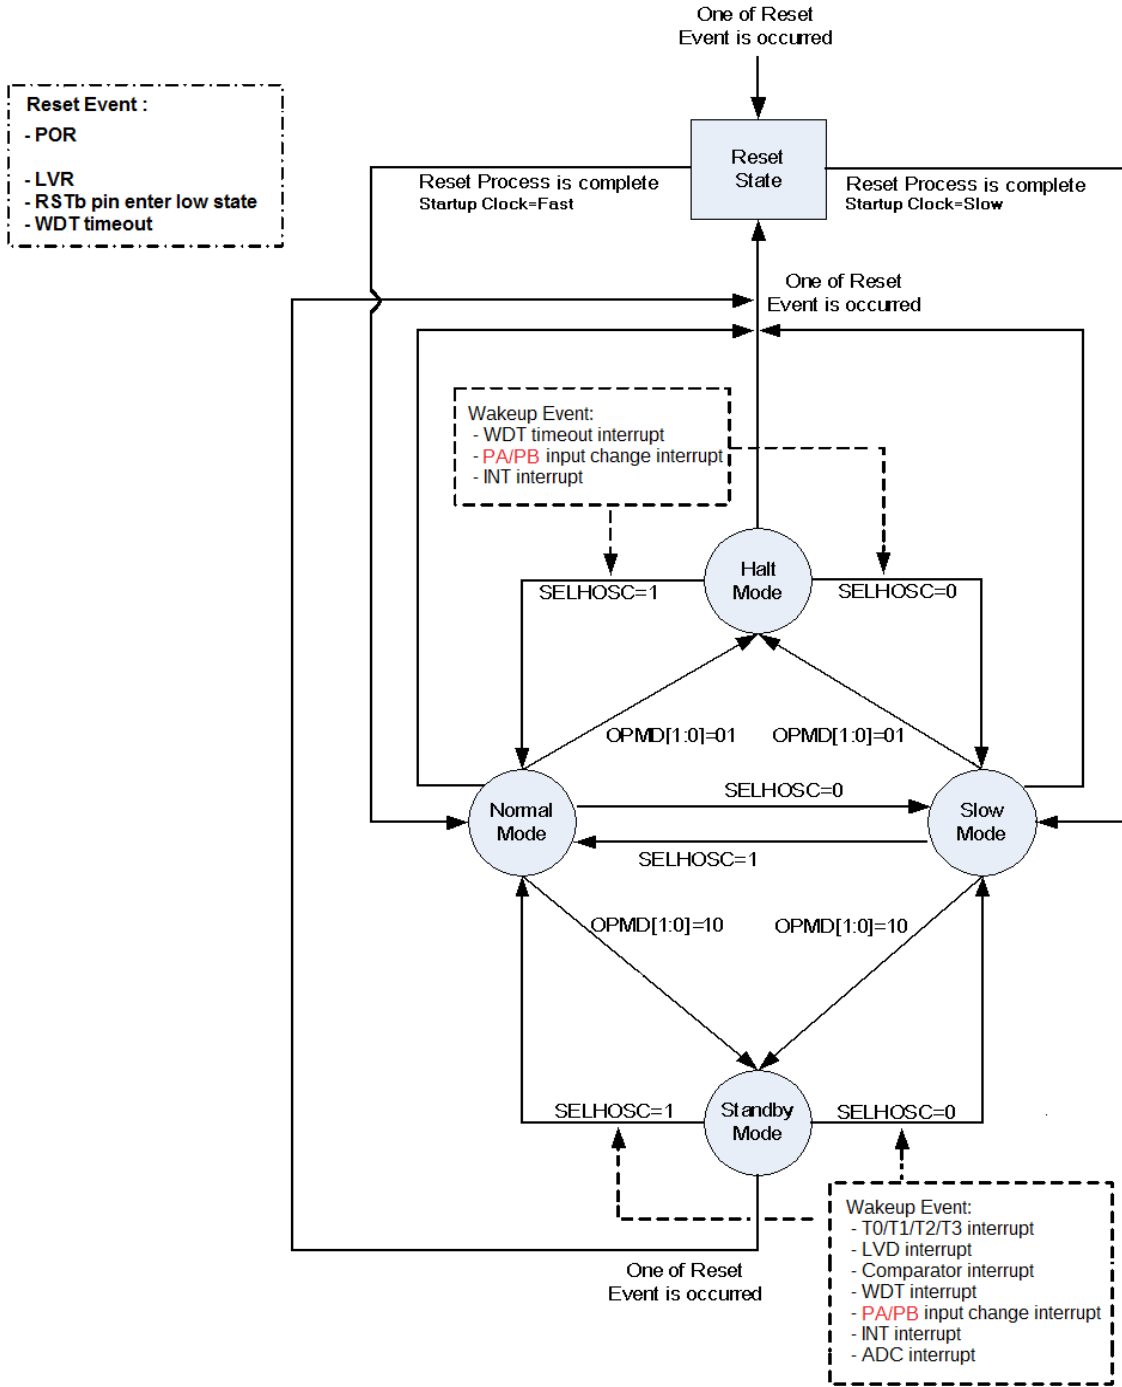 One of Reset
Event is occurred
Reset Event :
- POR
- LVR
- RSTb pin enter low state
- WDT timeout
Reset
State
Reset Process is complete
Startup Clock=Fast
Reset Process is complete
Startup Clock=Slow
One of Reset
Event is occurred
Wakeup Event:
- WDT timeout interrupt
- PA/PB input change interrupt
- INT interrupt
Halt
Mode
SELHOSC=1
SELHOSC=0
OPMD[1:0]=01
OPMD[1:0]=01
Normal
Mode
SELHOSC=0
SELHOSC=1
Slow
Mode
OPMD[1:0]=10
OPMD[1:0]=10
SELHOSC=1
Standby
Mode
SELHOSC=0
One of Reset
Event is occurred
Wakeup Event:
- T0/T1/T2/T3 interrupt
- LVD interrupt
- Comparator interrupt
- WDT interrupt
- PA/PB input change interrupt
- INT interrupt
- ADC interrupt